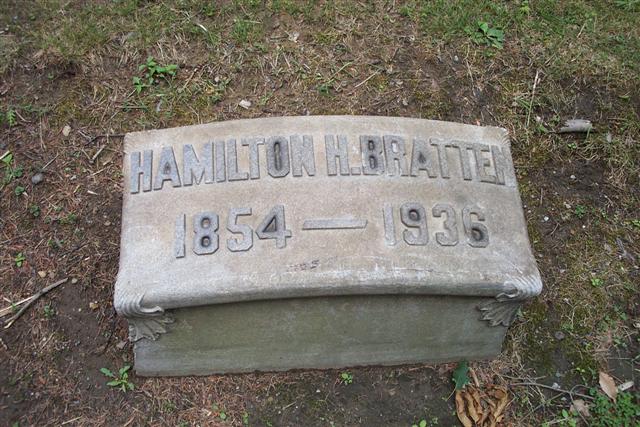 HAMILTON H. BRATTEN
1854 — 1936